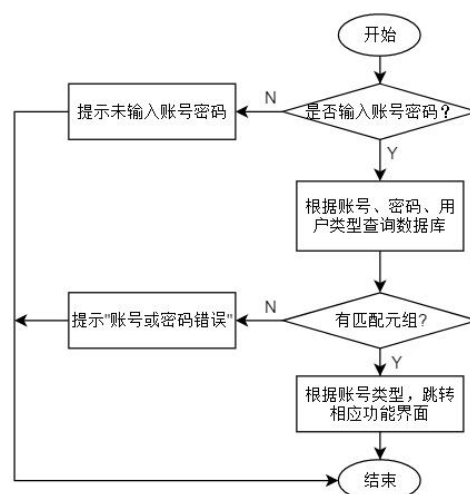 开始
是否输入账号密码？
N
提示未输入账号密码
Y
根据账号、密码、用
户类型查询数据库
有匹配元组?
N
提示"账号或密码错误"
Y
根据账号类型，跳转
相应功能界面
结束